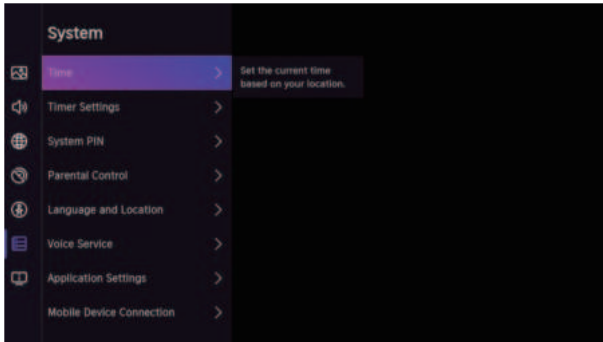 System
Time
Set the current time
based on your location.
Timer Settings
System PIN
Parental Control
Language and Location
Voice Service
Application Settings
Mobile Device Connection